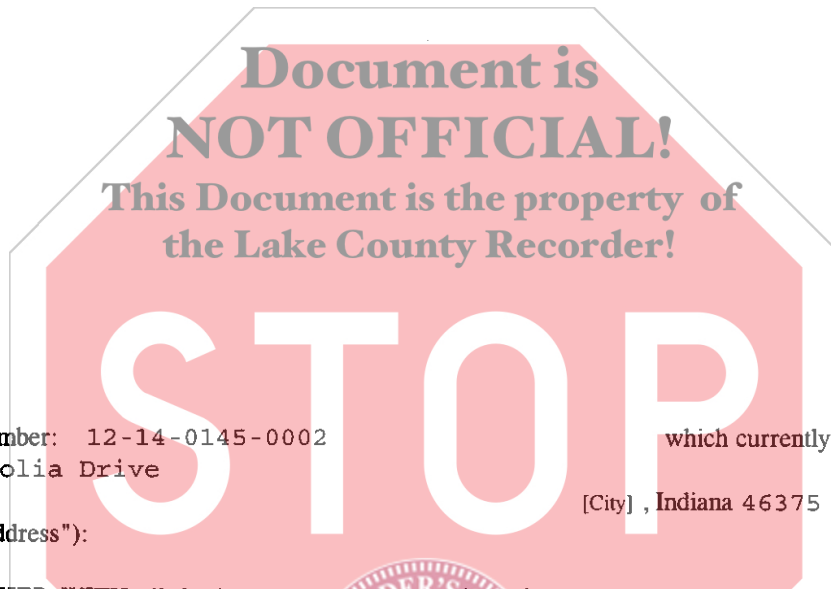 Document is
NOT OFFICIAL!
This Document is the property of
the Lake County Recorder!
STOP
mber: 12-14-0145-0002 which currently
olia Drive
[City] , Indiana 46375
ddress"):